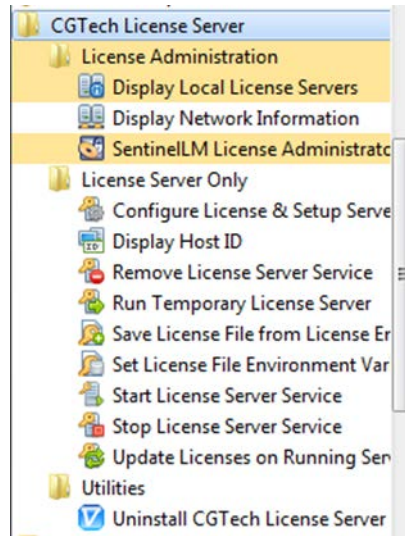 CGTech License Server
License Administration
Display Local License Servers
Display Network Information
SentinelLM License Administratc
License Server Only
Configure License & Setup Serve
Display Host ID
Remove License Server Service
Run Temporary License Server
Save License File from License Er
Set License File Environment Var
Start License Server Service
Stop License Server Service
Update Licenses on Running Ser
Utilities
Uninstall CGTech License Server